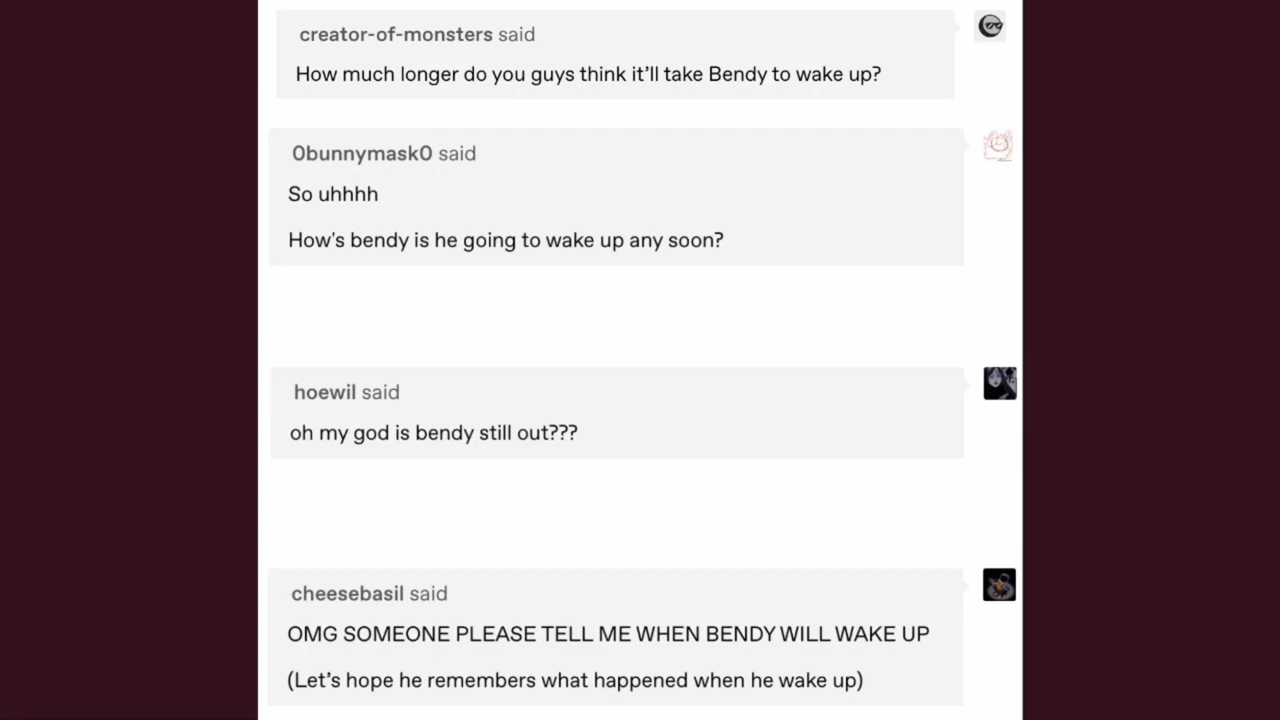 creator-of-monsters said
How much longer do you guys think it’ll take Bendy to wake up?
0bunnymask0 said
So uhhhh
How's bendy is he going to wake up any soon?
hoewil said
oh my god is bendy still out???
cheesebasil said
OMG SOMEONE PLEASE TELL ME WHEN BENDY WILL WAKE UP
(Let’s hope he remembers what happened when he wake up)